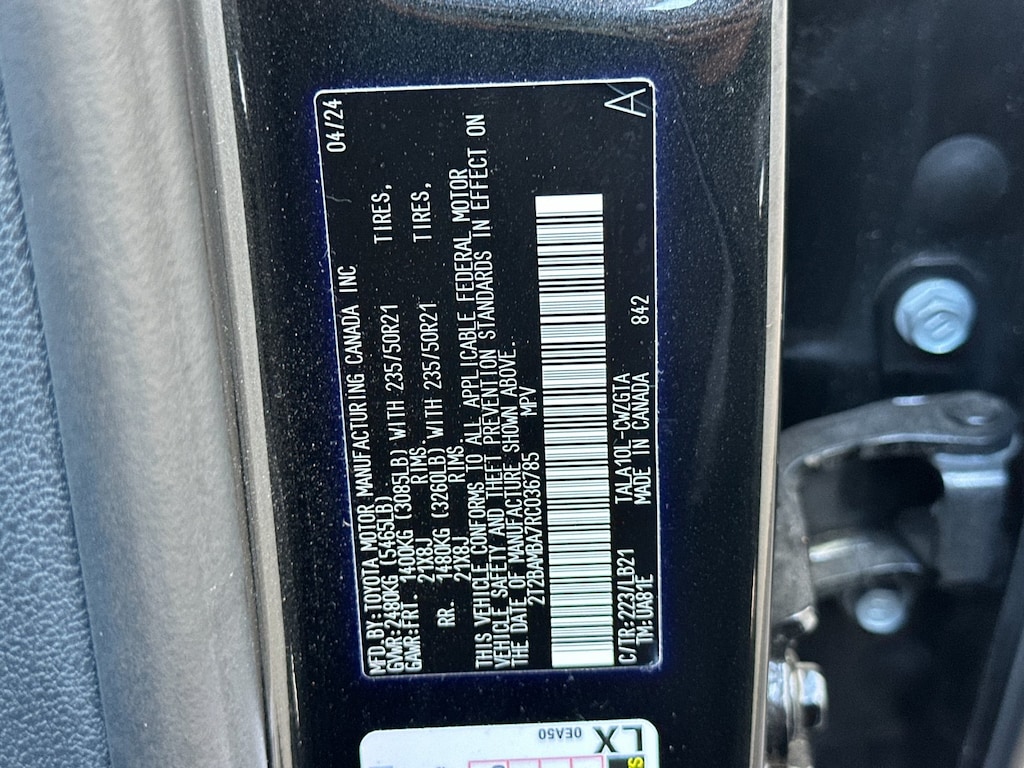 04/24
MFD.BY:TOYOTA MOTOR MANUFACTURING CANADA INC
GVWR:2480KG (5465LB)
GAWR:FRT. 1400KG (3085LB) WITH 235/50R21 TIRES,
21X8J RIMS
RR. 1480KG (3260LB) WITH 235/50R21 TIRES,
21X8J RIMS.
THIS VEHICLE CONFORMS TO ALL APPLICABLE FEDERAL MOTOR
VEHICLE SAFETY AND THEFT PREVENTION STANDARDS IN EFFECT ON
THE DATE OF MANUFACTURE SHOWN ABOVE.
2T2BAMBA7RC036785 MPV
C/TR:223/LB21 TALA10L-CWZGTA 842
TM:UA81E MADE IN CANADA
A
LX
0EA50